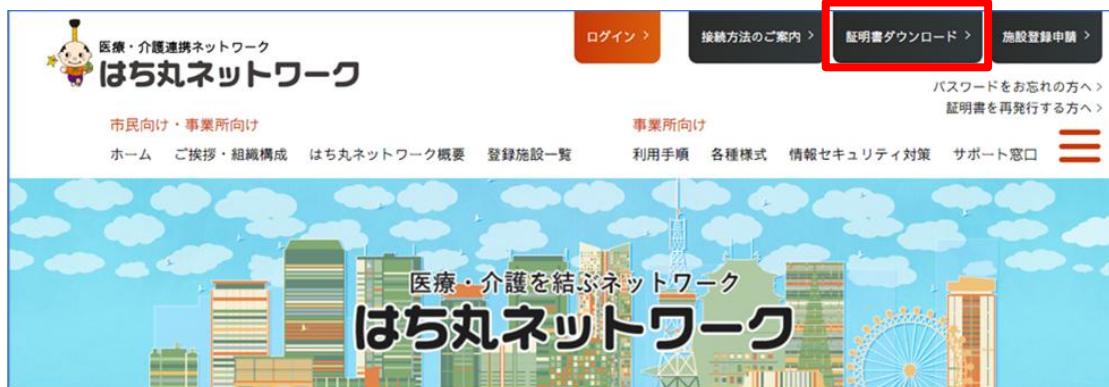 ログイン >
接続方法のご案内 >
証明書ダウンロード >
施設登録申請 >
医療・介護連携ネットワーク
はち丸ネットワーク
パスワードをお忘れの方へ >
証明書を再発行する方へ >
市民向け・事業所向け
ホーム ご挨拶・組織構成 はち丸ネットワーク概要 登録施設一覧
事業所向け
利用手順 各種様式 情報セキュリティ対策 サポート窓口
医療・介護を結ぶネットワーク
はち丸ネットワーク